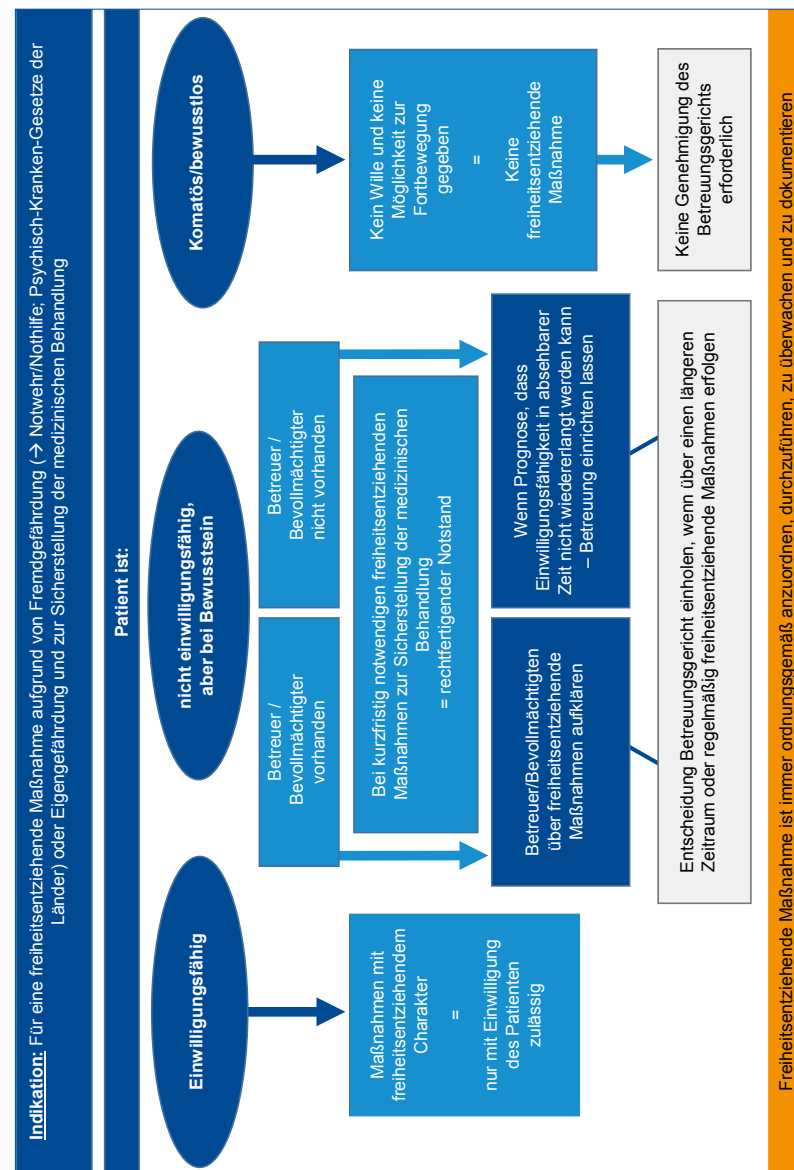 Indikation: Für eine freiheitsentziehende Maßnahme aufgrund von Fremdgefährdung (→ Notwehr/Nothilfe; Psychisch-Kranken-Gesetze der
Länder) oder Eigengefährdung und zur Sicherstellung der medizinischen Behandlung
Patient ist:
Einwilligungsfähig
Maßnahmen mit
freiheitsentziehendem
Charakter
=
nur mit Einwilligung
des Patienten
zulässig
nicht einwilligungsfähig,
aber bei Bewusstsein
Betreuer /
Bevollmächtigter
vorhanden
Betreuer /
Bevollmächtigter
nicht vorhanden
Bei kurzfristig notwendigen freiheitsentziehenden
Maßnahmen zur Sicherstellung der medizinischen
Behandlung
= rechtfertigender Notstand
Betreuer/Bevollmächtigten
über freiheitsentziehende
Maßnahmen aufklären
Wenn Prognose, dass
Einwilligungsfähigkeit in absehbarer
Zeit nicht wiedererlangt werden kann
– Betreuung einrichten lassen
Entscheidung Betreuungsgericht einholen, wenn über einen längeren
Zeitraum oder regelmäßig freiheitsentziehende Maßnahmen erfolgen
Komatös/bewusstlos
Kein Wille und keine
Möglichkeit zur
Fortbewegung
gegeben
=
Keine
freiheitsentziehende
Maßnahme
Keine Genehmigung des
Betreuungsgerichts
erforderlich
Freiheitsentziehende Maßnahme ist immer ordnungsgemäß anzuordnen, durchzuführen, zu überwachen und zu dokumentieren